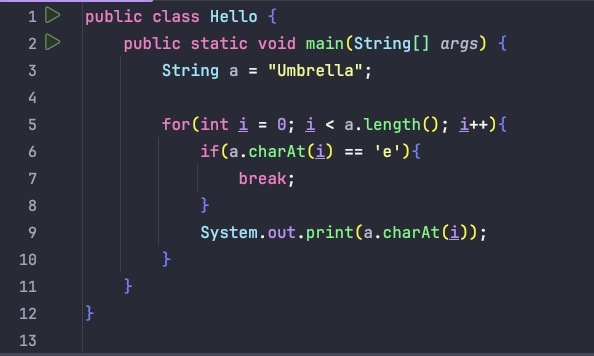 1 public class Hello {
2     public static void main(String[] args) {
3         String a = "Umbrella";
4
5         for(int i = 0; i < a.length(); i++){
6             if(a.charAt(i) == 'e'){
7                 break;
8             }
9             System.out.print(a.charAt(i));
10         }
11     }
12 }
13